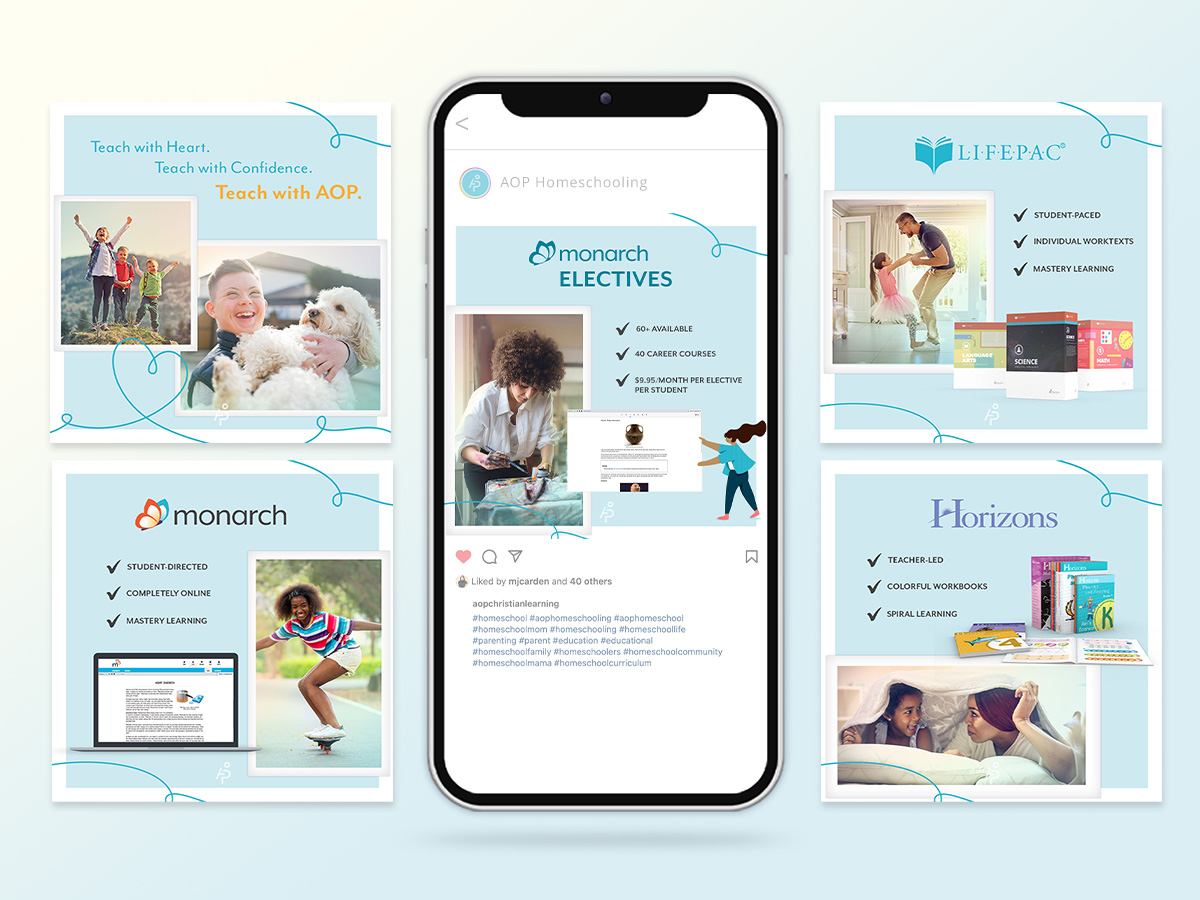 Teach with Heart.
Teach with Confidence.
Teach with AOP.
monarch
STUDENT-DIRECTED
COMPLETELY ONLINE
MASTERY LEARNING
AOP Homeschooling
monarch
ELECTIVES
60+ AVAILABLE
40 CAREER COURSES
$9.95/MONTH PER ELECTIVE
PER STUDENT
Liked by mjcarden and 40 others
aopchristianlearning
#homeschool #aophomeschooling #aophomeschool
#homeschoolmom #homeschooling #homeschoollife
#parenting #parent #education #educational
#homeschoolfamily #homeschoolers #homeschoolcommunity
#homeschoolmama #homeschoolcurriculum
L·I·F·E·P·A·C®
STUDENT-PACED
INDIVIDUAL WORKTEXTS
MASTERY LEARNING
LANGUAGE
ARTS
SCIENCE
MATH
Horizons
TEACHER-LED
COLORFUL WORKBOOKS
SPIRAL LEARNING
Horizons
Horizons
K